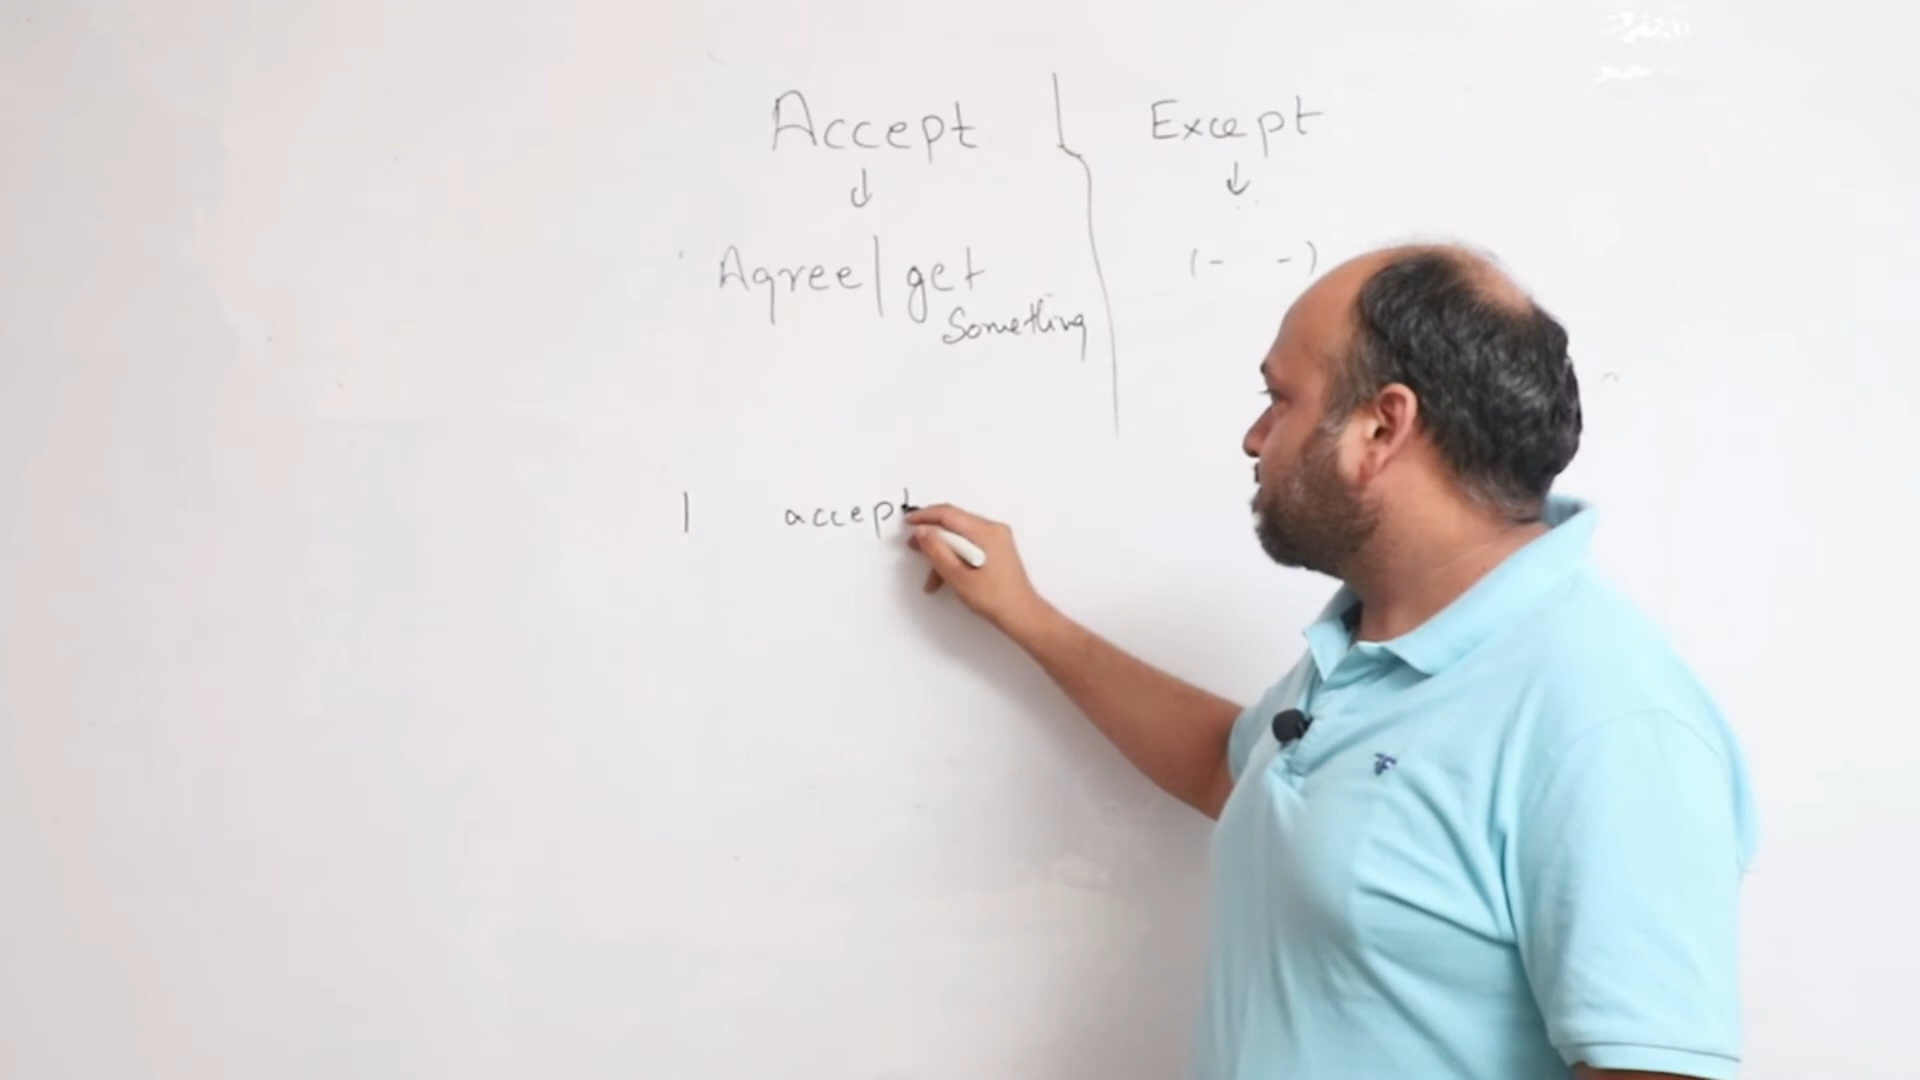 Accept Except
↓ ↓
Agree | get (- -)
Something
I accept